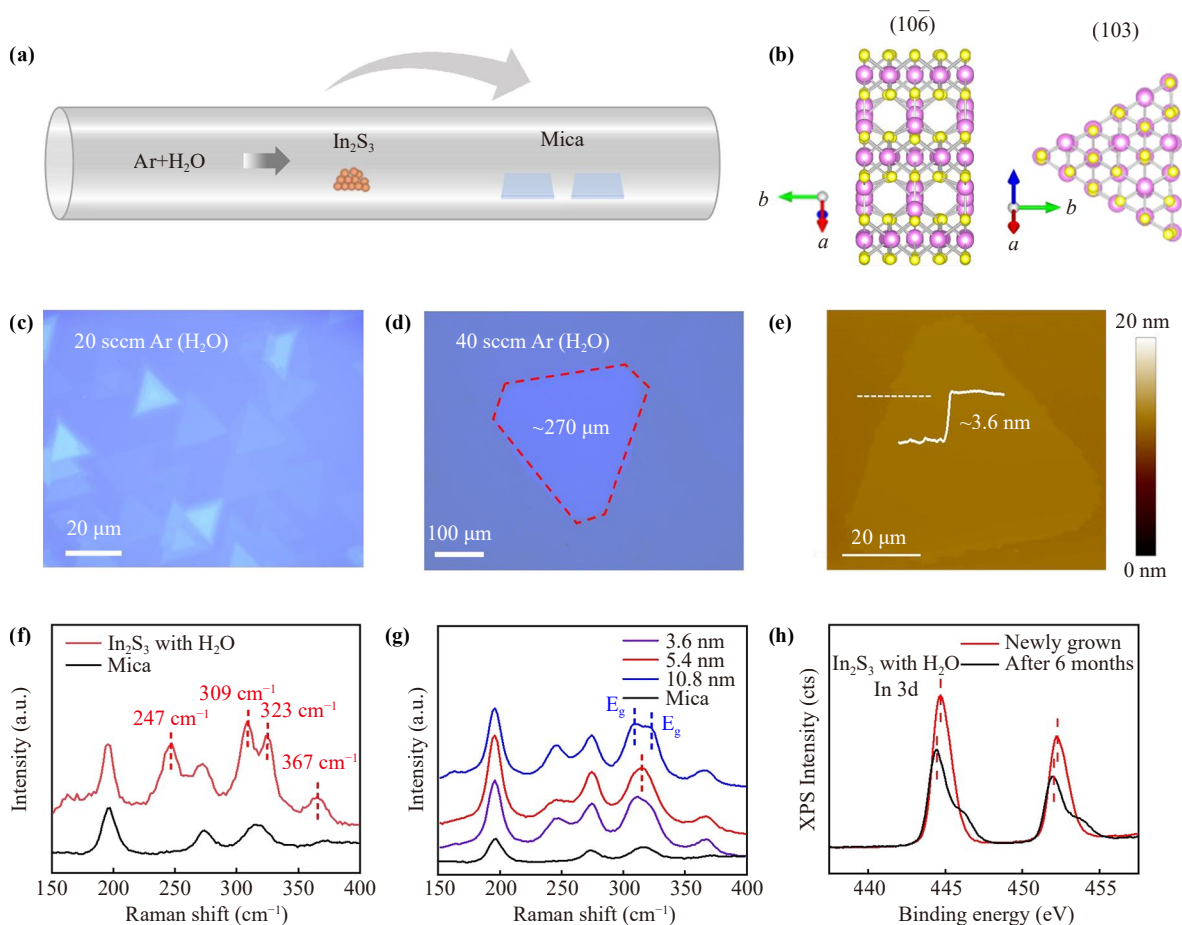 (a)
Ar+H₂O
In₂S₃
Mica
(b)
(106̅)
(103)
b
a
b
a
(c)
20 sccm Ar (H₂O)
20 μm
(d)
40 sccm Ar (H₂O)
~270 μm
100 μm
(e)
~3.6 nm
20 μm
20 nm
0 nm
(f)
In₂S₃ with H₂O
Mica
309 cm⁻¹
247 cm⁻¹
323 cm⁻¹
367 cm⁻¹
Intensity (a.u.)
150 200 250 300 350 400
Raman shift (cm⁻¹)
(g)
3.6 nm
5.4 nm
10.8 nm
Mica
E_g
E_g
Intensity (a.u.)
150 200 250 300 350 400
Raman shift (cm⁻¹)
(h)
Newly grown
In₂S₃ with H₂O
After 6 months
In 3d
XPS Intensity (cts)
440 445 450 455
Binding energy (eV)